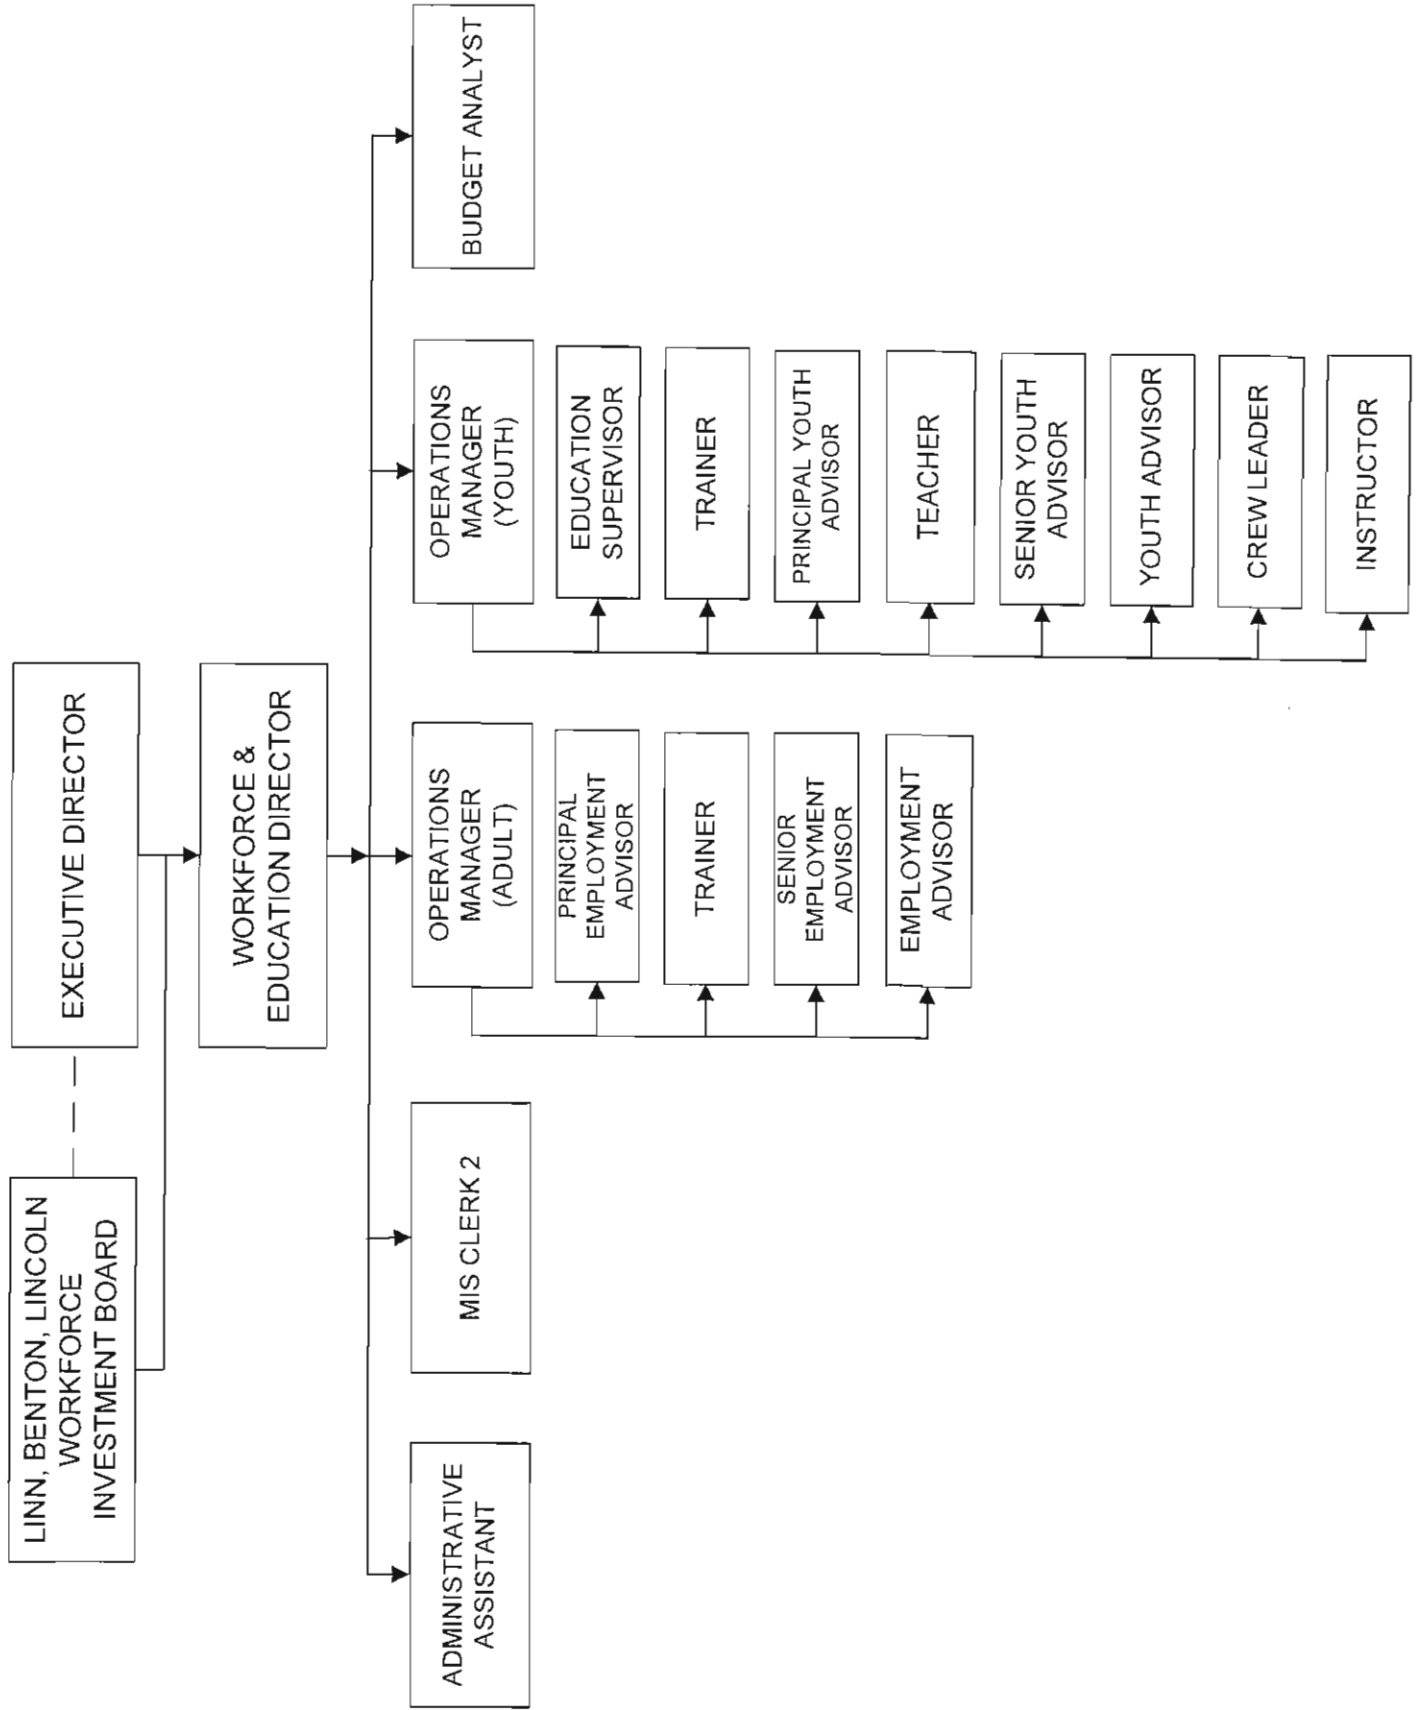 LINN, BENTON, LINCOLN
WORKFORCE
INVESTMENT BOARD
EXECUTIVE DIRECTOR
WORKFORCE &
EDUCATION DIRECTOR
ADMINISTRATIVE
ASSISTANT
MIS CLERK 2
OPERATIONS
MANAGER
(ADULT)
PRINCIPAL
EMPLOYMENT
ADVISOR
TRAINER
SENIOR
EMPLOYMENT
ADVISOR
EMPLOYMENT
ADVISOR
OPERATIONS
MANAGER
(YOUTH)
EDUCATION
SUPERVISOR
TRAINER
PRINCIPAL YOUTH
ADVISOR
TEACHER
SENIOR YOUTH
ADVISOR
YOUTH ADVISOR
CREW LEADER
INSTRUCTOR
BUDGET ANALYST